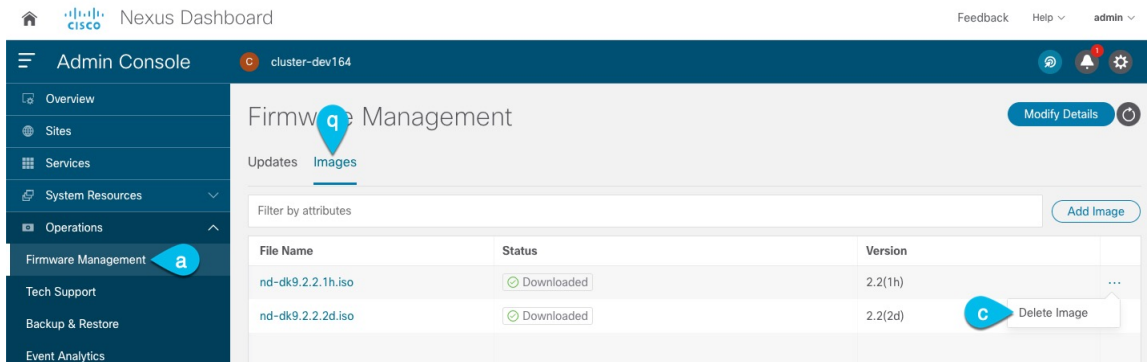 CISCO Nexus Dashboard Feedback Help admin
Admin Console C cluster-dev164 1
Overview
Sites
Services
System Resources
Operations
Firmware Management a
Tech Support
Backup & Restore
Event Analytics
Firmw q Management Modify Details
Updates Images
Filter by attributes Add Image
File Name Status Version
nd-dk9.2.2.1h.iso Downloaded 2.2(1h) ...
nd-dk9.2.2.2d.iso Downloaded 2.2(2d)
c Delete Image